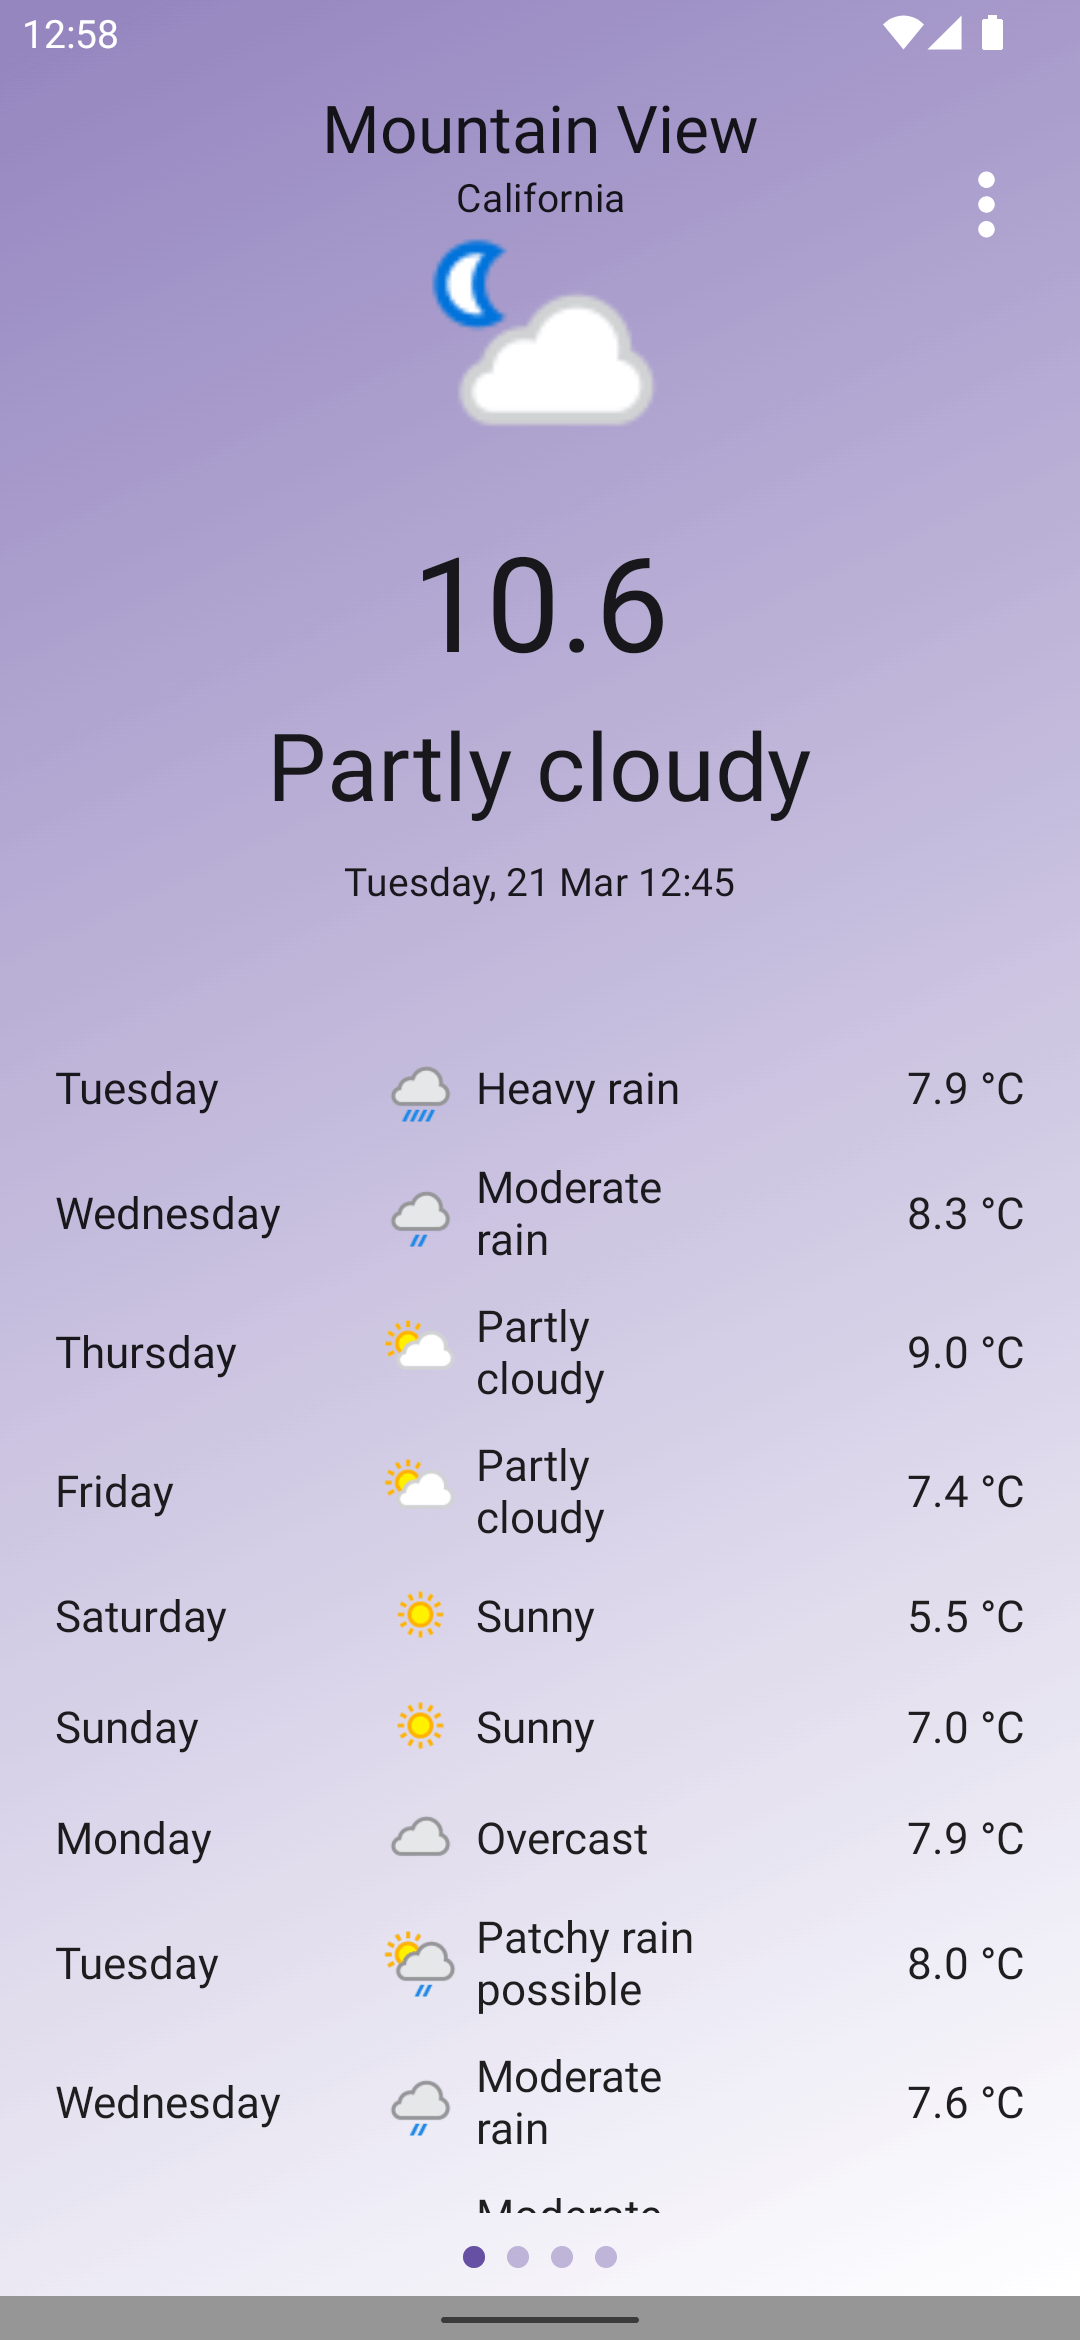 12:58
Mountain View
California
10.6
Partly cloudy
Tuesday, 21 Mar 12:45
Tuesday
Heavy rain
7.9 °C
Wednesday
Moderate
rain
8.3 °C
Thursday
Partly
cloudy
9.0 °C
Friday
Partly
cloudy
7.4 °C
Saturday
Sunny
5.5 °C
Sunday
Sunny
7.0 °C
Monday
Overcast
7.9 °C
Tuesday
Patchy rain
possible
8.0 °C
Wednesday
Moderate
rain
7.6 °C
Moderate